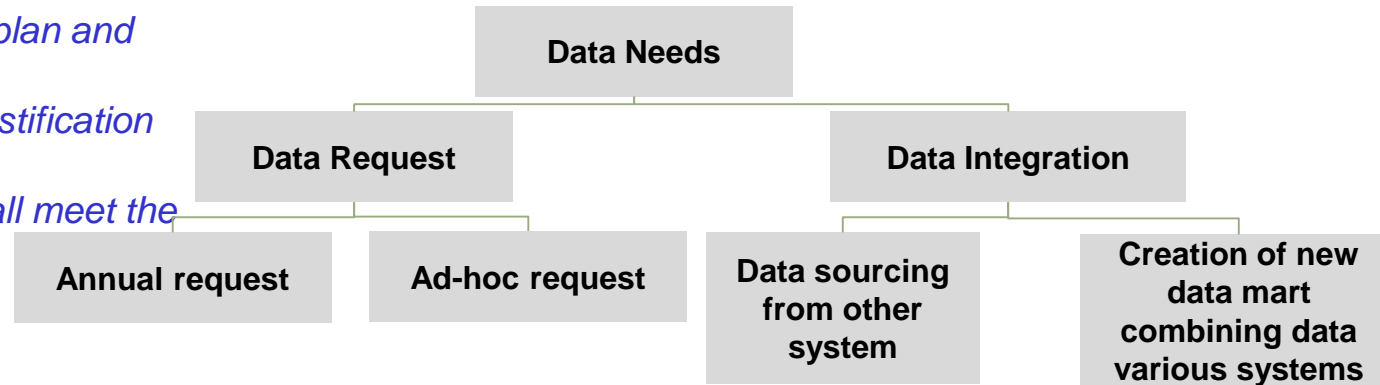 plan and
Data Needs
stification
Data Request
Data Integration
all meet the
Annual request
Ad-hoc request
Data sourcing
from other
system
Creation of new
data mart
combining data
various systems